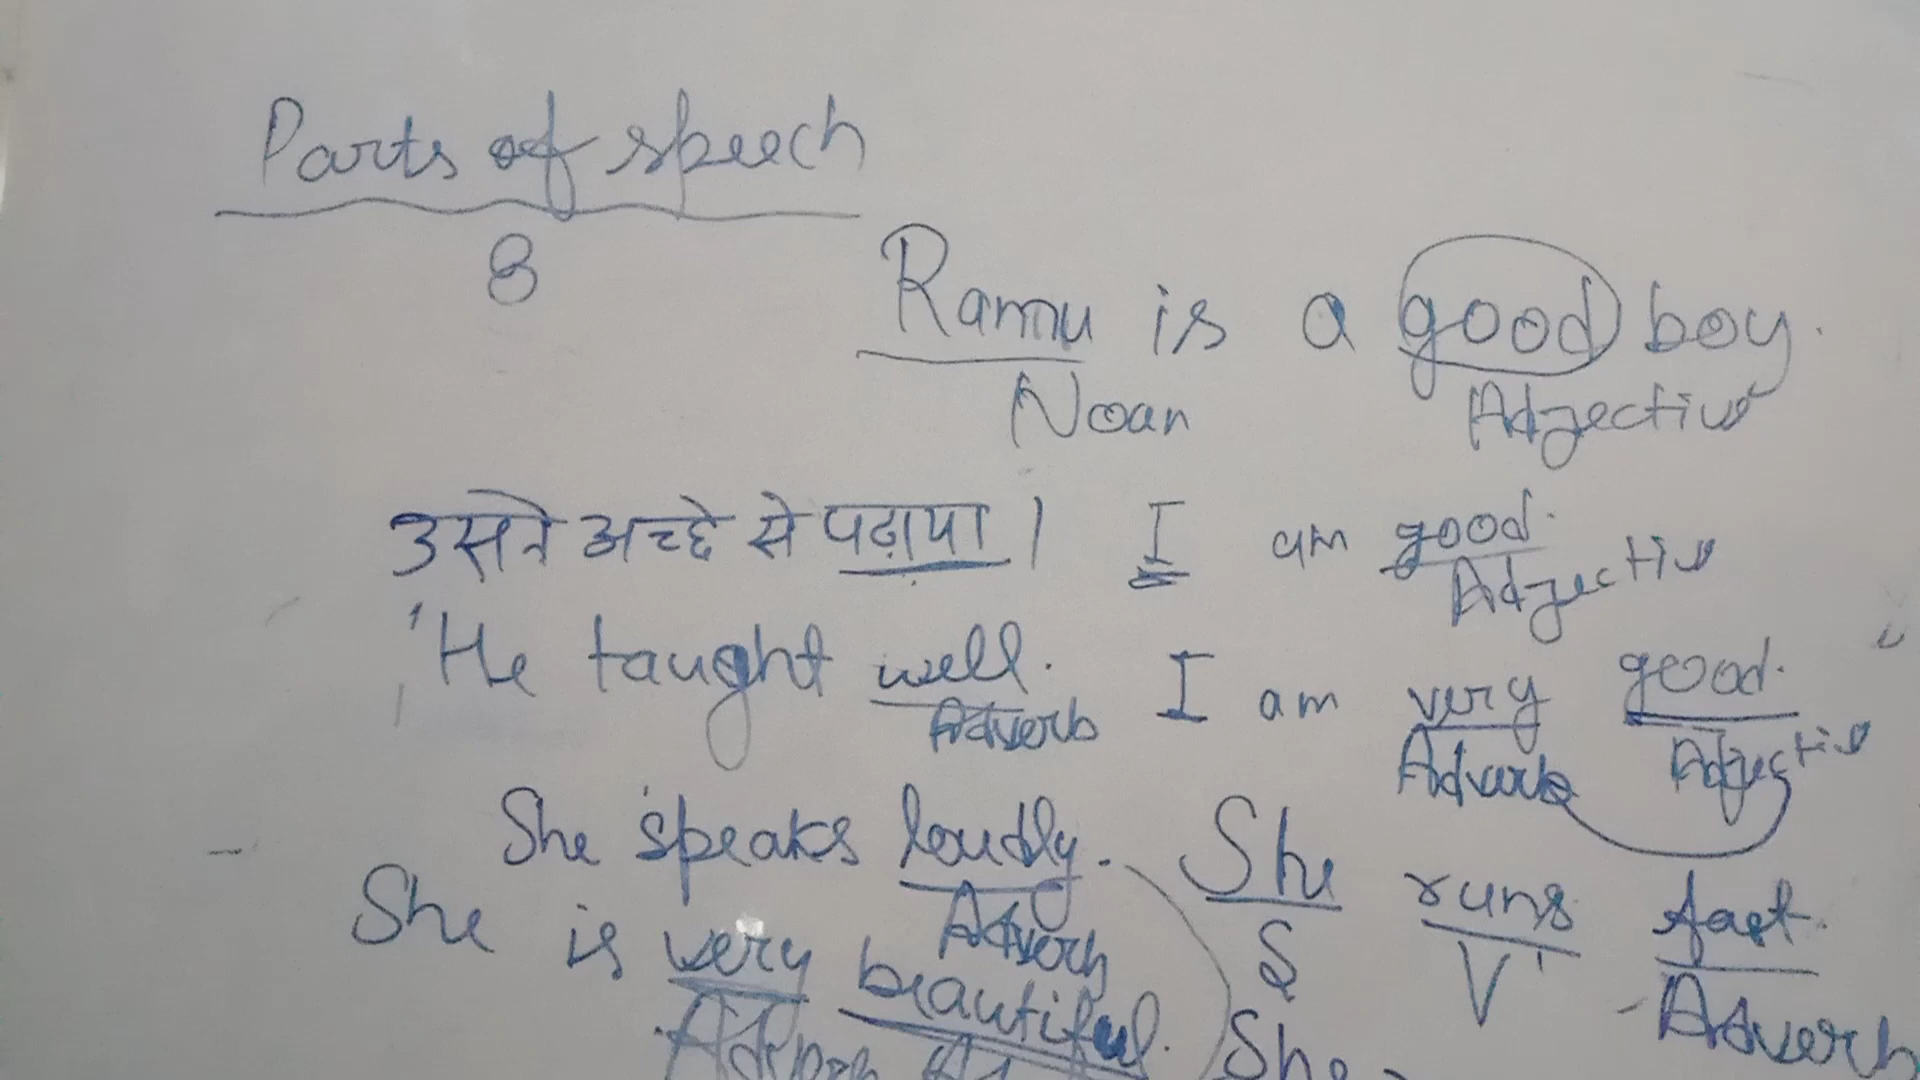 Parts of speech
8
Ramu is a good boy.
Noun Adjective
उसने अच्छे से पढ़ाया। I am good.
Adjective
He taught well. I am very good.
Adverb Adverb Adjective
She speaks loudly. She runs fast.
Adverb S V Adverb
She is very beautiful. She